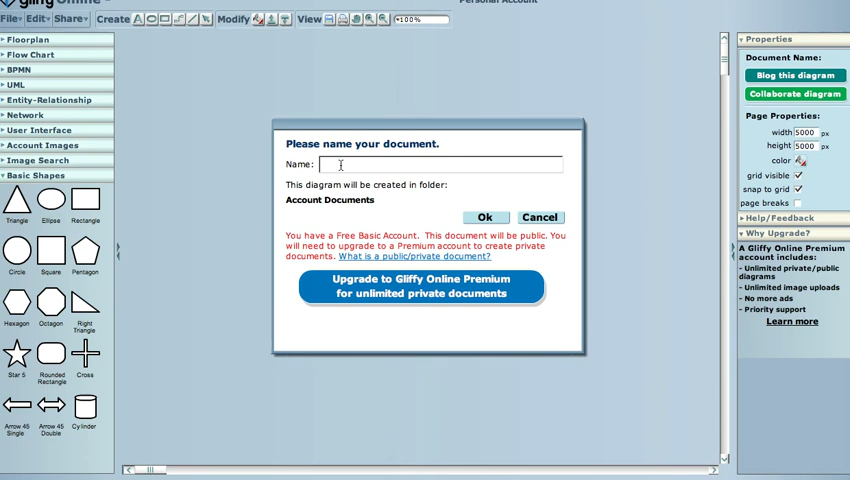 Gliffy Online
Personal Account
File Edit Share Create Modify View 100%
Floorplan
Flow Chart
BPMN
UML
Entity-Relationship
Network
User Interface
Account Images
Image Search
Basic Shapes
Triangle Ellipse Rectangle
Circle Square Pentagon
Hexagon Octagon Right
Triangle
Star 5 Rounded Cross
Rectangle
Arrow 45 Arrow 45 Cylinder
Single Double
Please name your document.
Name:
This diagram will be created in folder:
Account Documents
Ok Cancel
You have a Free Basic Account. This document will be public. You
will need to upgrade to a Premium account to create private
documents. What is a public/private document?
Upgrade to Gliffy Online Premium
for unlimited private documents
Properties
Document Name:
Blog this diagram
Collaborate diagram
Page Properties:
width 5000 px
height 5000 px
color
grid visible
snap to grid
page breaks
Help/Feedback
Why Upgrade?
A Gliffy Online Premium
account includes:
- Unlimited private/public
diagrams
- Unlimited image uploads
- No more ads
- Priority support
Learn more